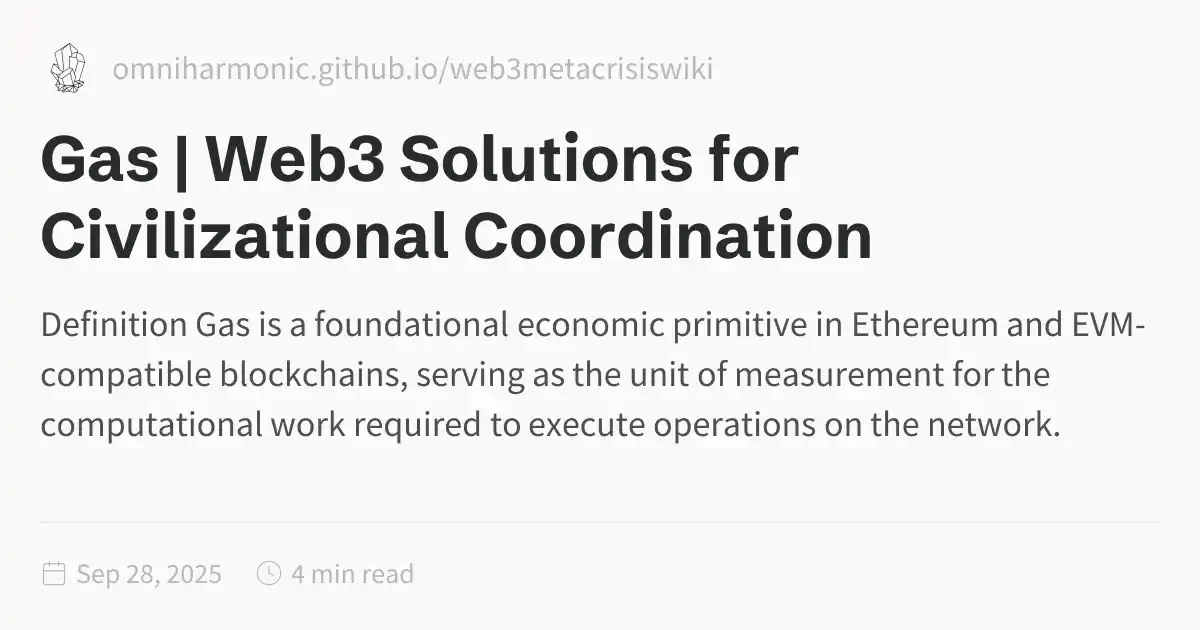 omniharmonic.github.io/web3metacrisiswiki
Gas | Web3 Solutions for
Civilizational Coordination
Definition Gas is a foundational economic primitive in Ethereum and EVM-
compatible blockchains, serving as the unit of measurement for the
computational work required to execute operations on the network.
Sep 28, 2025 4 min read